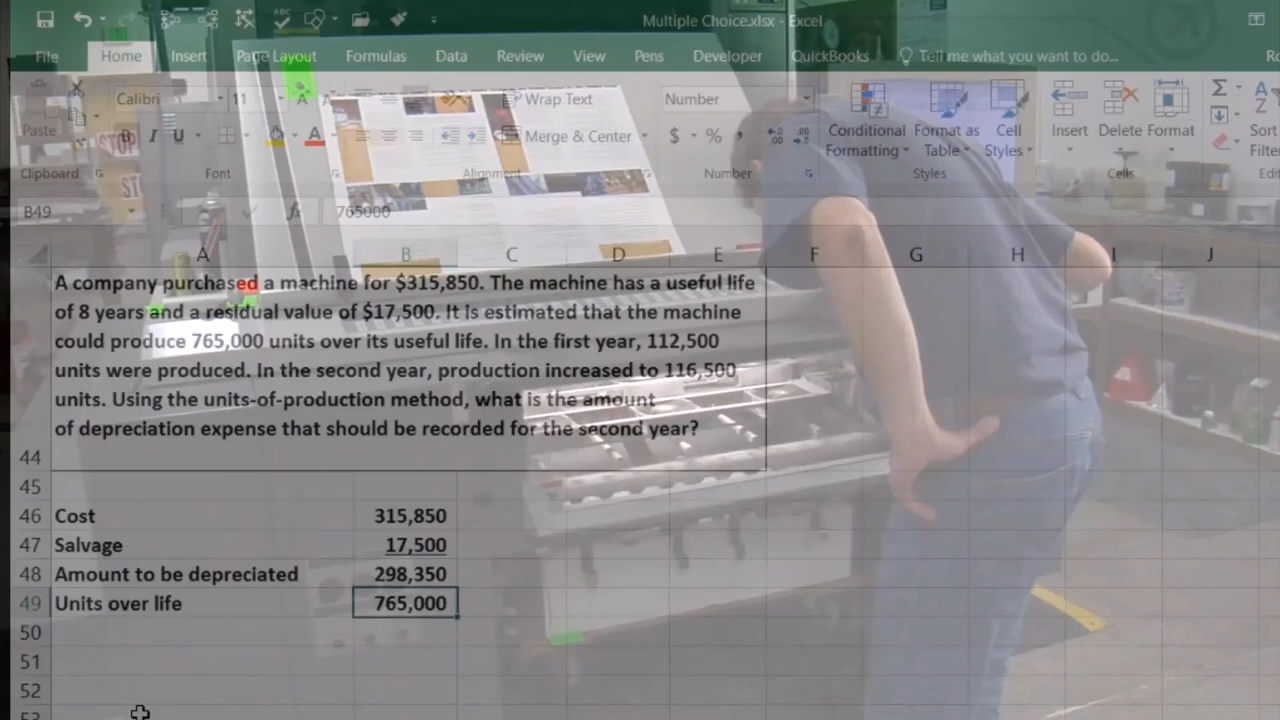 Multiple Choice.xlsx - Excel
File Home Insert Page Layout Formulas Data Review View Pens Developer QuickBooks Tell me what you want to do...
Calibri 11 Wrap Text Number
Paste B I U A Merge & Center $ % Conditional Formatting Format as Table Cell Styles Insert Delete Format Sort
Clipboard Font Alignment Number Styles Cells
B49 fx 765000
A B C D E F G H I J
A company purchased a machine for $315,850. The machine has a useful life
of 8 years and a residual value of $17,500. It is estimated that the machine
could produce 765,000 units over its useful life. In the first year, 112,500
units were produced. In the second year, production increased to 116,500
units. Using the units-of-production method, what is the amount
of depreciation expense that should be recorded for the second year?
44
45
46 Cost 315,850
47 Salvage 17,500
48 Amount to be depreciated 298,350
49 Units over life 765,000
50
51
52
53
STOP